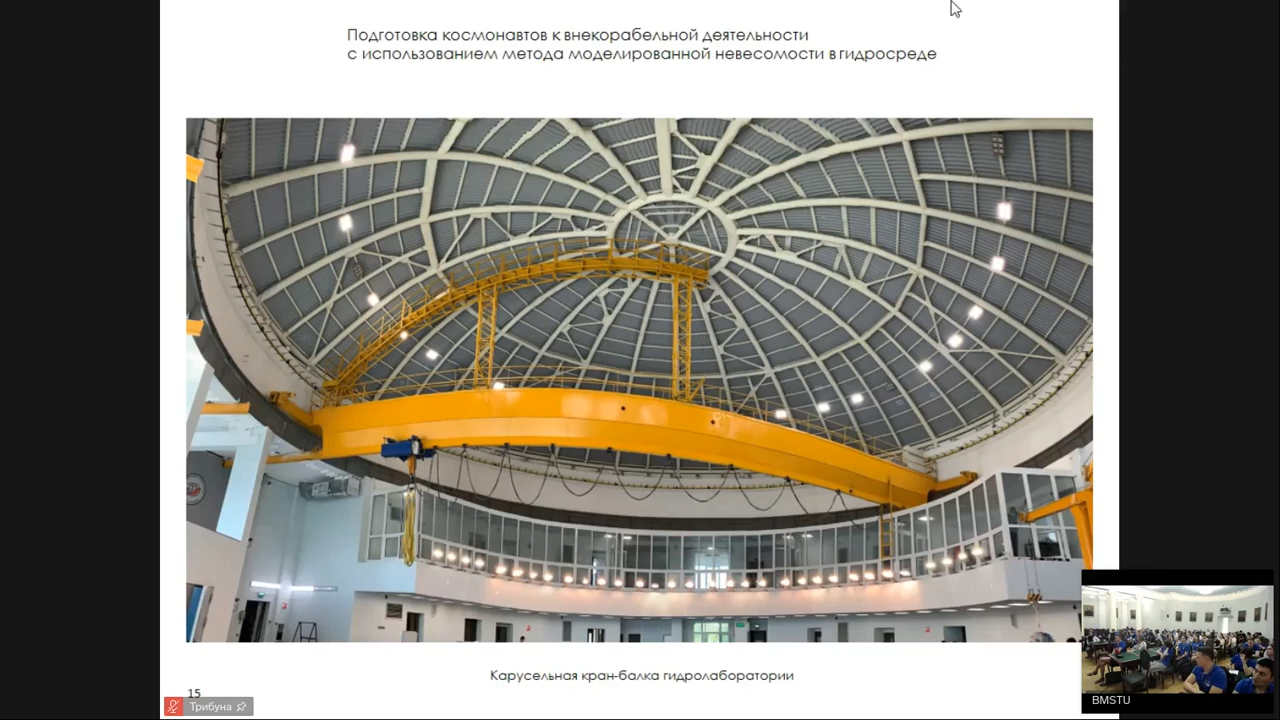 Подготовка космонавтов к внекорабельной деятельности
с использованием метода моделированной невесомости в гидросреде
Карусельная кран-балка гидролаборатории
15
Трибуна
BMSTU